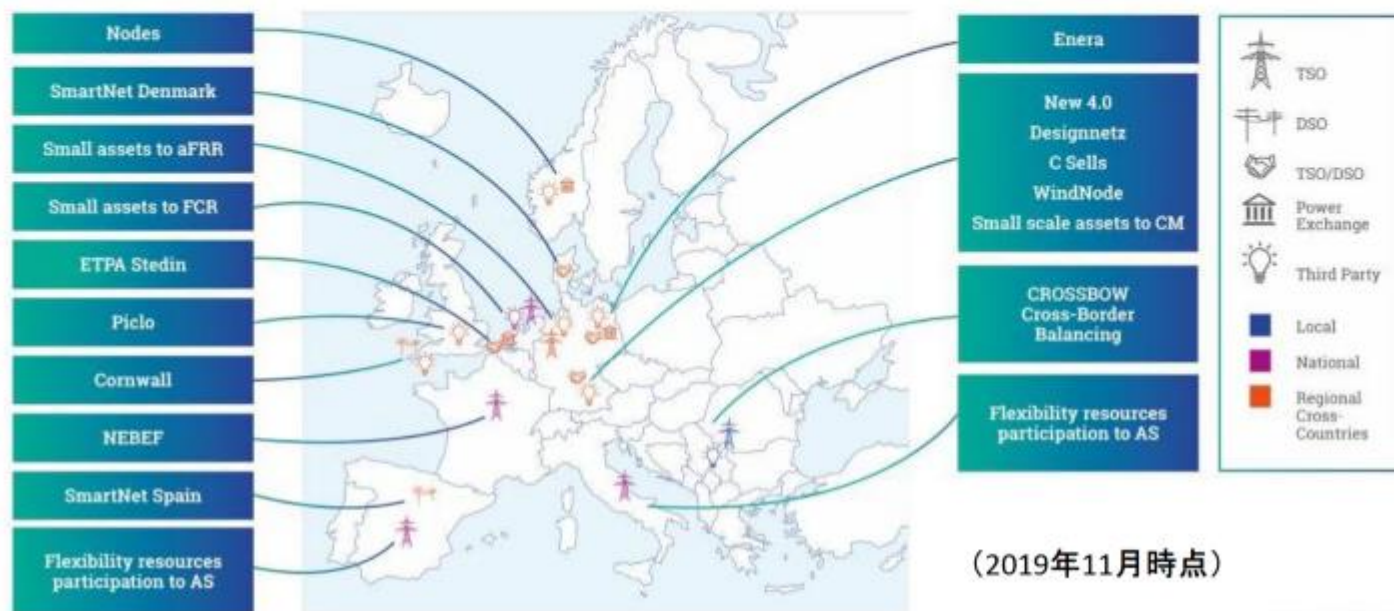 Nodes
SmartNet Denmark
Small assets to aFRR
Small assets to FCR
ETPA Stedin
Piclo
Cornwall
NEBEF
SmartNet Spain
Flexibility resources
participation to AS
Enera
New 4.0
Designnetz
C Sells
WindNode
Small scale assets to CM
CROSSBOW
Cross-Border
Balancing
Flexibility resources
participation to AS
TSO
DSO
TSO/DSO
Power
Exchange
Third Party
Local
National
Regional
Cross-
Countries
（2019年11月時点）